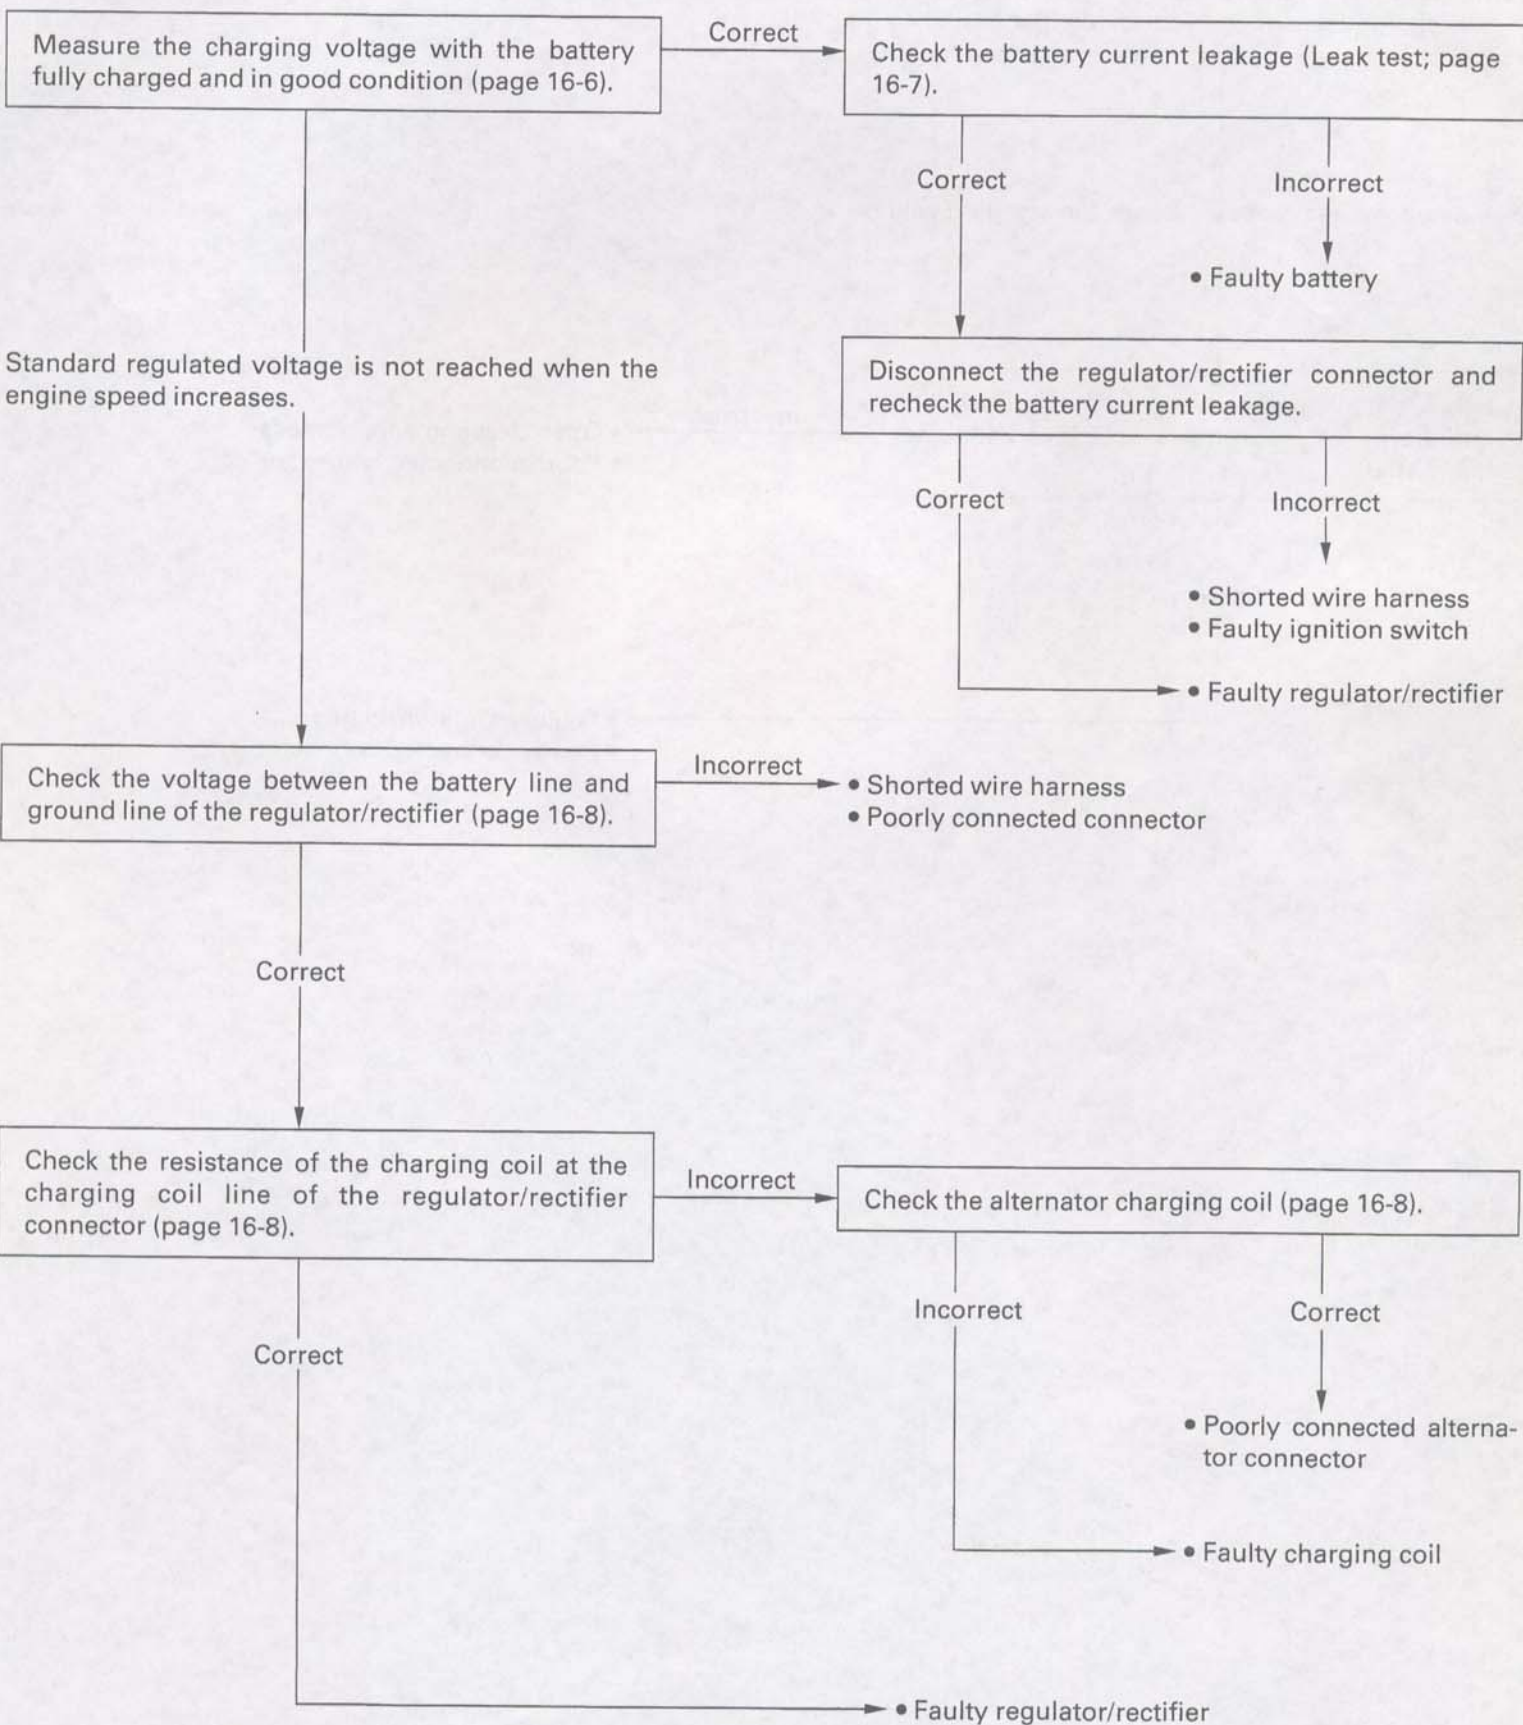 Measure the charging voltage with the battery
fully charged and in good condition (page 16-6).
Correct
Check the battery current leakage (Leak test; page
16-7).
Correct
Incorrect
• Faulty battery
Standard regulated voltage is not reached when the
engine speed increases.
Disconnect the regulator/rectifier connector and
recheck the battery current leakage.
Correct
Incorrect
• Shorted wire harness
• Faulty ignition switch
• Faulty regulator/rectifier
Check the voltage between the battery line and
ground line of the regulator/rectifier (page 16-8).
Incorrect
• Shorted wire harness
• Poorly connected connector
Correct
Check the resistance of the charging coil at the
charging coil line of the regulator/rectifier
connector (page 16-8).
Incorrect
Check the alternator charging coil (page 16-8).
Incorrect
Correct
Correct
• Poorly connected alterna-
tor connector
• Faulty charging coil
• Faulty regulator/rectifier